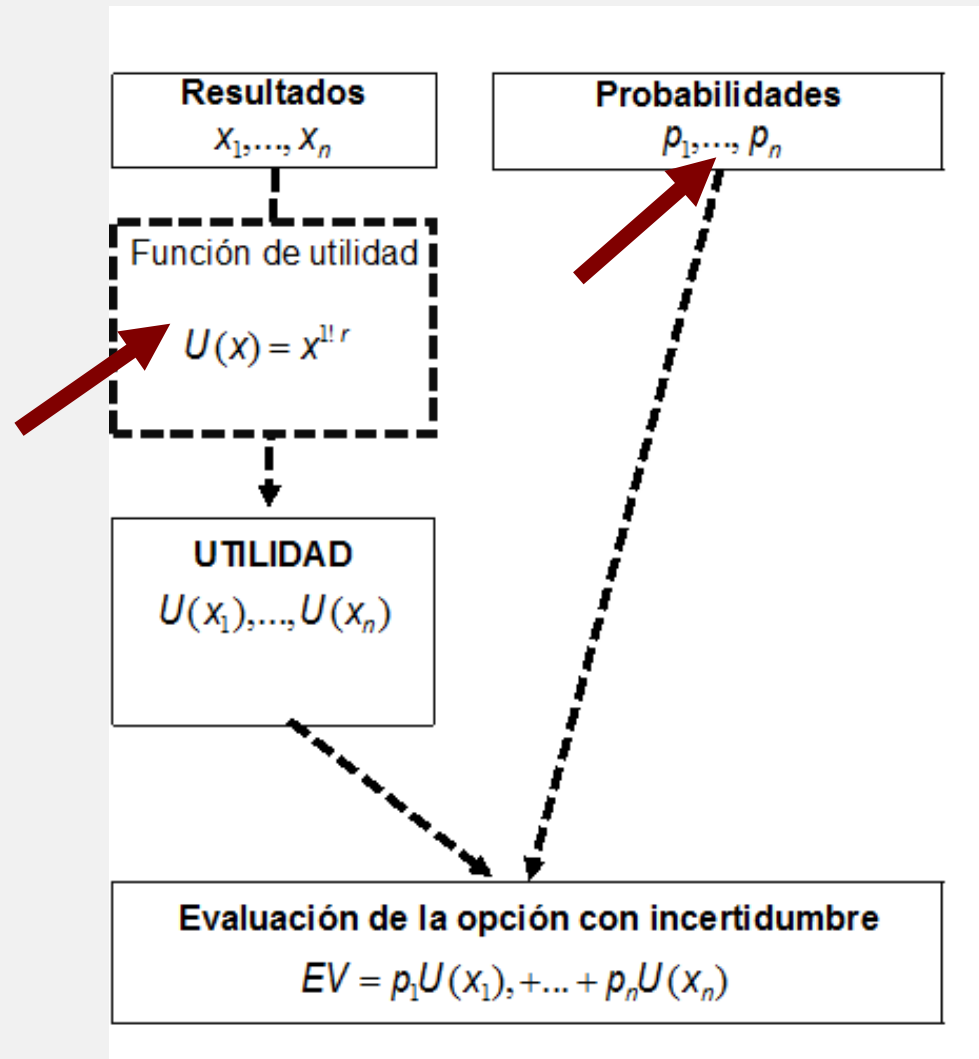 Resultados
x₁,..., xₙ
Probabilidades
p₁,..., pₙ
Función de utilidad
U(x) = x^{1! r}
UTILIDAD
U(x₁),...,U(xₙ)
Evaluación de la opción con incertidumbre
EV = p₁U(x₁),+... + pₙU(xₙ)